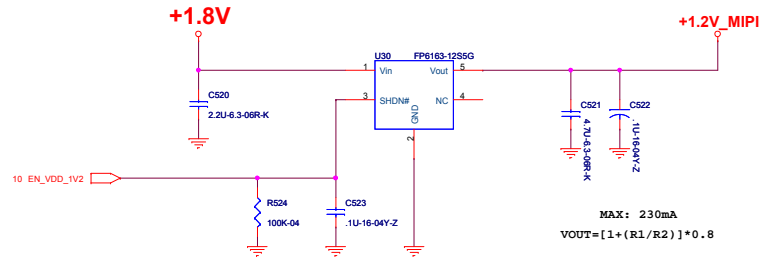 +1.8V
+1.2V_MIPI
U30
FP6163-12S5G
1
Vin
Vout
5
C520
2.2U-6.3-06R-K
3
SHDN#
NC
4
GND
2
C521
4.7U-6.3-06R-K
C522
.1U-16-04Y-Z
10 EN_VDD_1V2
R524
100K-04
C523
.1U-16-04Y-Z
MAX: 230mA
VOUT=[1+(R1/R2)]*0.8